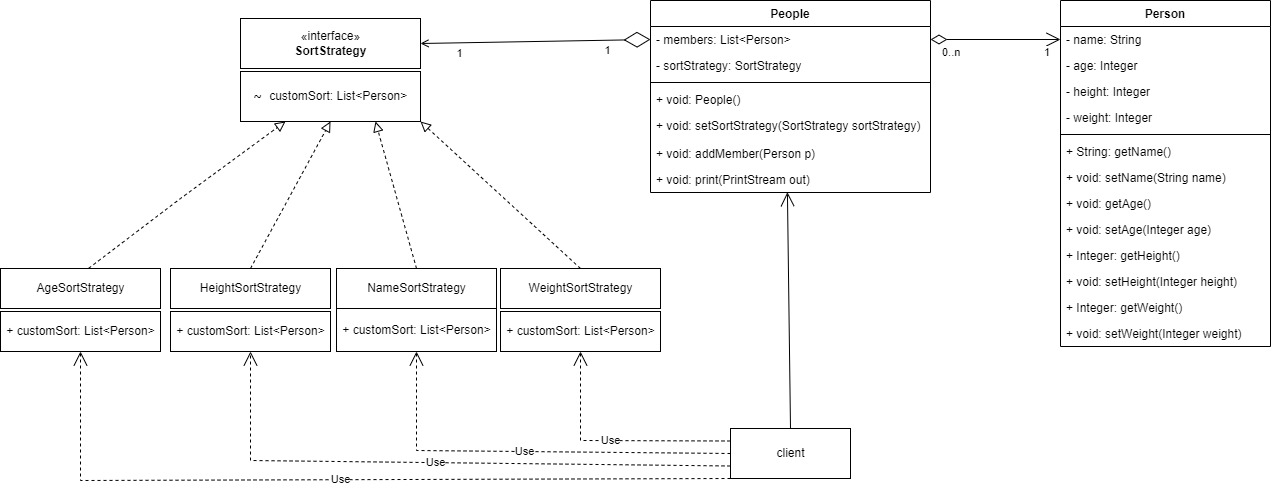 «interface»
SortStrategy
~ customSort: List<Person>
1
1
People
- members: List<Person>
- sortStrategy: SortStrategy
+ void: People()
+ void: setSortStrategy(SortStrategy sortStrategy)
+ void: addMember(Person p)
+ void: print(PrintStream out)
0..n
1
Person
- name: String
- age: Integer
- height: Integer
- weight: Integer
+ String: getName()
+ void: setName(String name)
+ void: getAge()
+ void: setAge(Integer age)
+ Integer: getHeight()
+ void: setHeight(Integer height)
+ Integer: getWeight()
+ void: setWeight(Integer weight)
AgeSortStrategy
+ customSort: List<Person>
HeightSortStrategy
+ customSort: List<Person>
NameSortStrategy
+ customSort: List<Person>
WeightSortStrategy
+ customSort: List<Person>
Use
Use
Use
Use
client